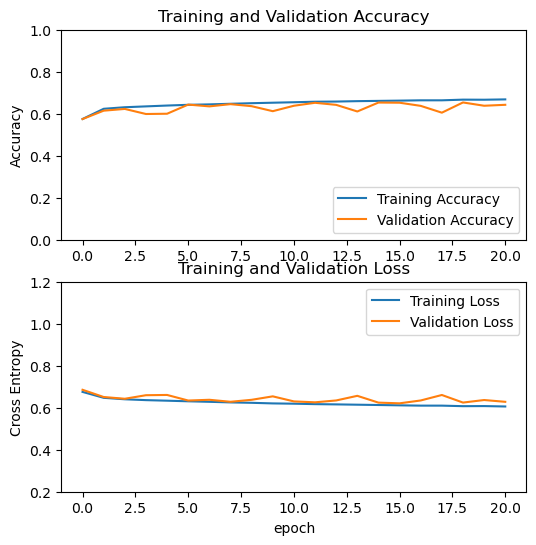 Training and Validation Accuracy
1.0
0.8
0.6
0.4
0.2
0.0
Accuracy
Training Accuracy
Validation Accuracy
0.0 2.5 5.0 7.5 10.0 12.5 15.0 17.5 20.0
Training and Validation Loss
1.2
1.0
0.8
0.6
0.4
0.2
Cross Entropy
Training Loss
Validation Loss
0.0 2.5 5.0 7.5 10.0 12.5 15.0 17.5 20.0
epoch